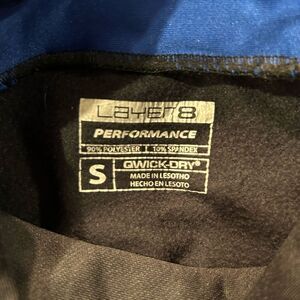 Layer 8
PERFORMANCE
90% POLYESTER | 10% SPANDEX
S
QWICK-DRY®
MADE IN LESOTHO
HECHO EN LESOTO